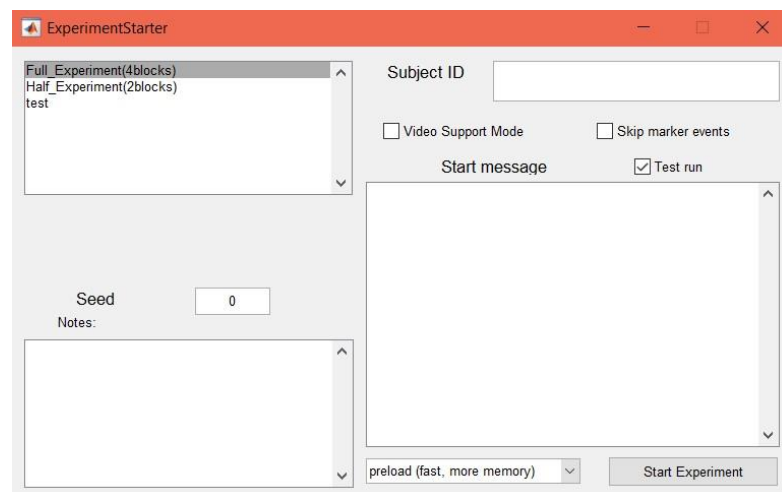 ExperimentStarter
Full_Experiment(4blocks)
Half_Experiment(2blocks)
test
Subject ID
Video Support Mode
Skip marker events
Start message
Test run
Seed
0
Notes:
preload (fast, more memory)
Start Experiment